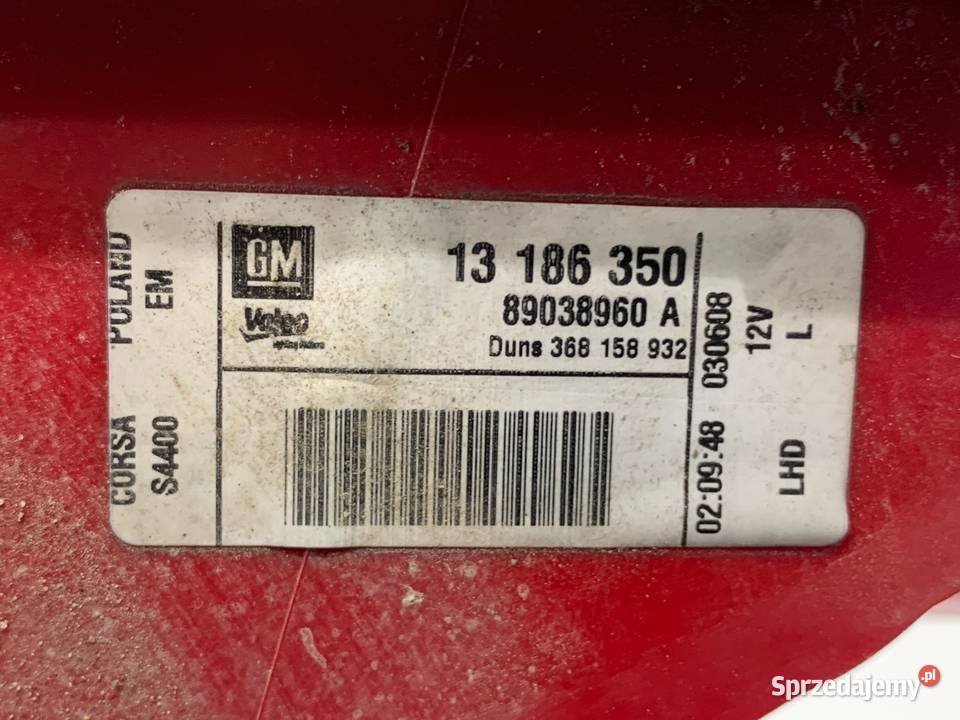 CORSA POLAND
S4400 EM
GM
Valeo
13 186 350
89038960 A
Duns 368 158 932
02:09:48 030608
12V
LHD L
Sprzedajemy.pl